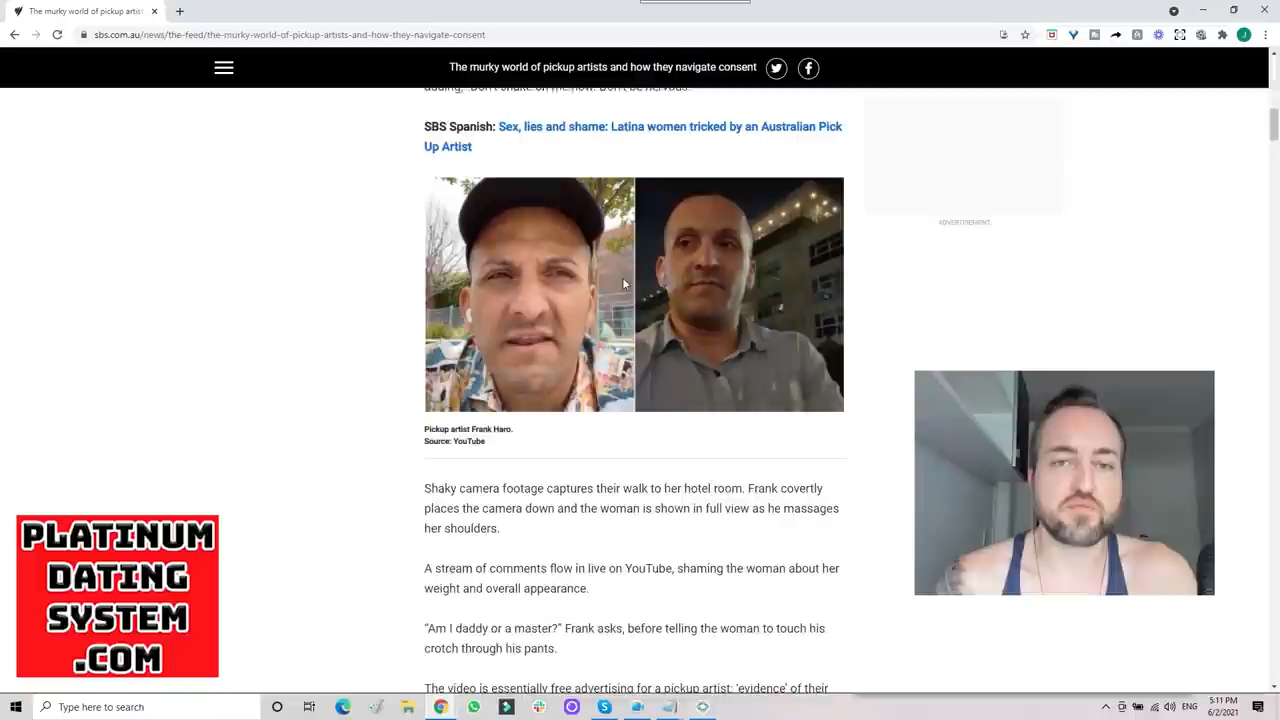 The murky world of pickup artist
sbs.com.au/news/the-feed/the-murky-world-of-pickup-artists-and-how-they-navigate-consent
The murky world of pickup artists and how they navigate consent
SBS Spanish: Sex, lies and shame: Latina women tricked by an Australian Pick
Up Artist
ADVERTISEMENT.
Pickup artist Frank Haro.
Source: YouTube
Shaky camera footage captures their walk to her hotel room. Frank covertly
places the camera down and the woman is shown in full view as he massages
her shoulders.
A stream of comments flow in live on YouTube, shaming the woman about her
weight and overall appearance.
“Am I daddy or a master?” Frank asks, before telling the woman to touch his
crotch through his pants.
The video is essentially free advertising for a pickup artist: ‘evidence’ of their
PLATINUM
DATING
SYSTEM
.COM
Type here to search
5:11 PM
6/2/2021